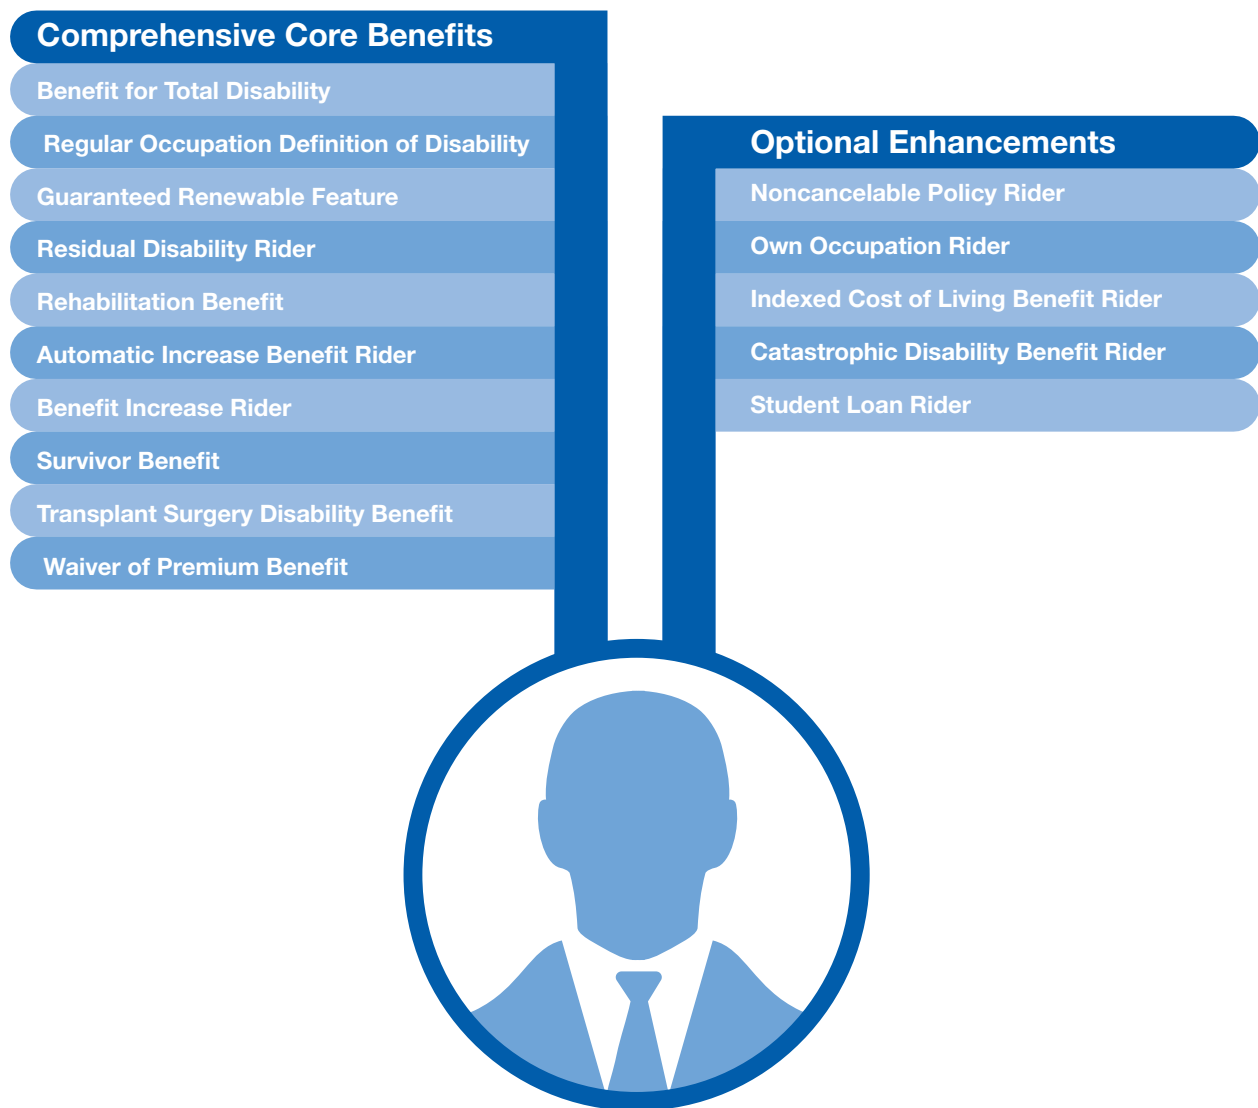 Comprehensive Core Benefits
Benefit for Total Disability
Regular Occupation Definition of Disability
Guaranteed Renewable Feature
Residual Disability Rider
Rehabilitation Benefit
Automatic Increase Benefit Rider
Benefit Increase Rider
Survivor Benefit
Transplant Surgery Disability Benefit
Waiver of Premium Benefit
Optional Enhancements
Noncancelable Policy Rider
Own Occupation Rider
Indexed Cost of Living Benefit Rider
Catastrophic Disability Benefit Rider
Student Loan Rider